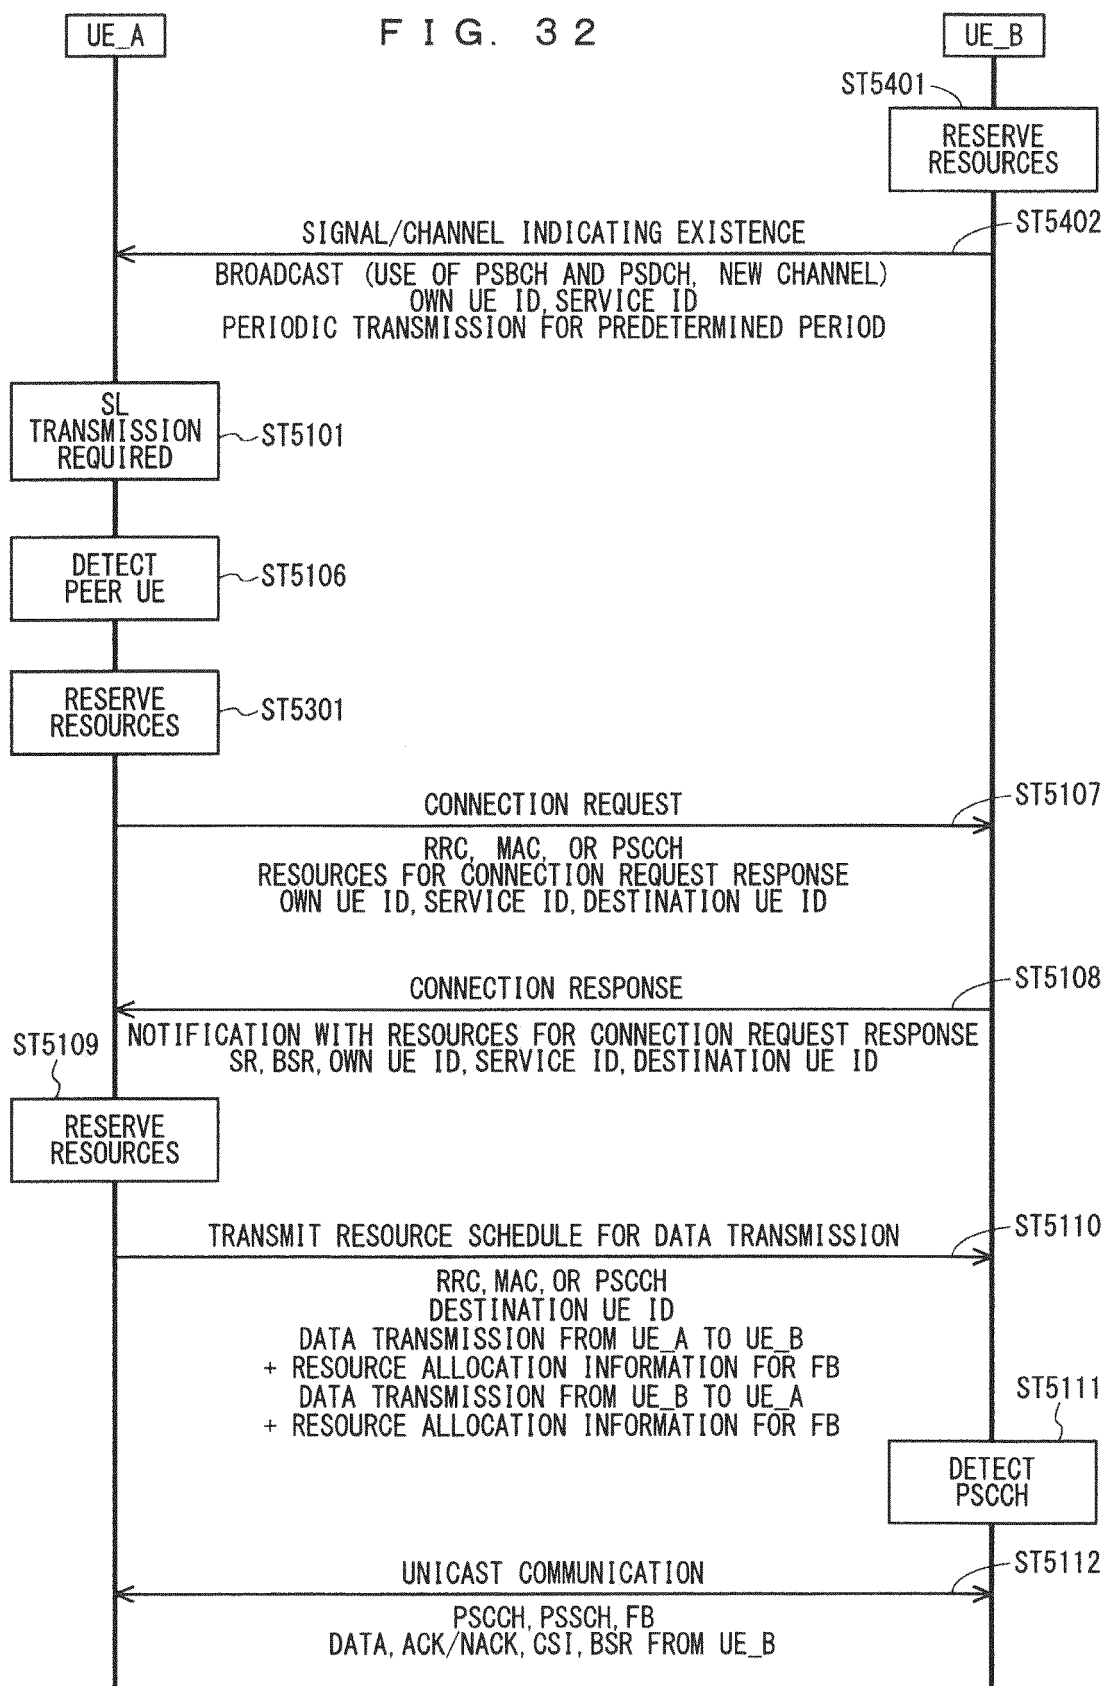 FIG. 32
UE_A
UE_B
ST5401
RESERVE
RESOURCES
ST5402
SIGNAL/CHANNEL INDICATING EXISTENCE
BROADCAST (USE OF PSBCH AND PSDCH, NEW CHANNEL)
OWN UE ID, SERVICE ID
PERIODIC TRANSMISSION FOR PREDETERMINED PERIOD
SL
TRANSMISSION
REQUIRED
ST5101
DETECT
PEER UE
ST5106
RESERVE
RESOURCES
ST5301
CONNECTION REQUEST
ST5107
RRC, MAC, OR PSCCH
RESOURCES FOR CONNECTION REQUEST RESPONSE
OWN UE ID, SERVICE ID, DESTINATION UE ID
CONNECTION RESPONSE
ST5108
NOTIFICATION WITH RESOURCES FOR CONNECTION REQUEST RESPONSE
SR, BSR, OWN UE ID, SERVICE ID, DESTINATION UE ID
ST5109
RESERVE
RESOURCES
TRANSMIT RESOURCE SCHEDULE FOR DATA TRANSMISSION
ST5110
RRC, MAC, OR PSCCH
DESTINATION UE ID
DATA TRANSMISSION FROM UE_A TO UE_B
+ RESOURCE ALLOCATION INFORMATION FOR FB
DATA TRANSMISSION FROM UE_B TO UE_A
+ RESOURCE ALLOCATION INFORMATION FOR FB
ST5111
DETECT
PSCCH
UNICAST COMMUNICATION
ST5112
PSCCH, PSSCH, FB
DATA, ACK/NACK, CSI, BSR FROM UE_B